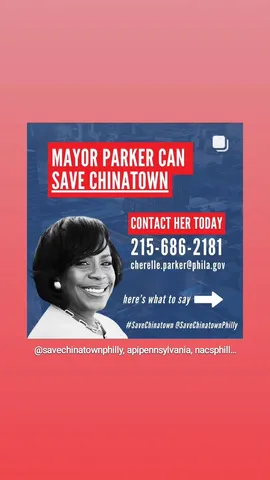 MAYOR PARKER CAN
SAVE CHINATOWN
CONTACT HER TODAY
215-686-2181
cherelle.parker@phila.gov
here's what to say
#SaveChinatown @SaveChinatownPhilly
@savechinatownphilly, apipennsylvania, nacsphill...